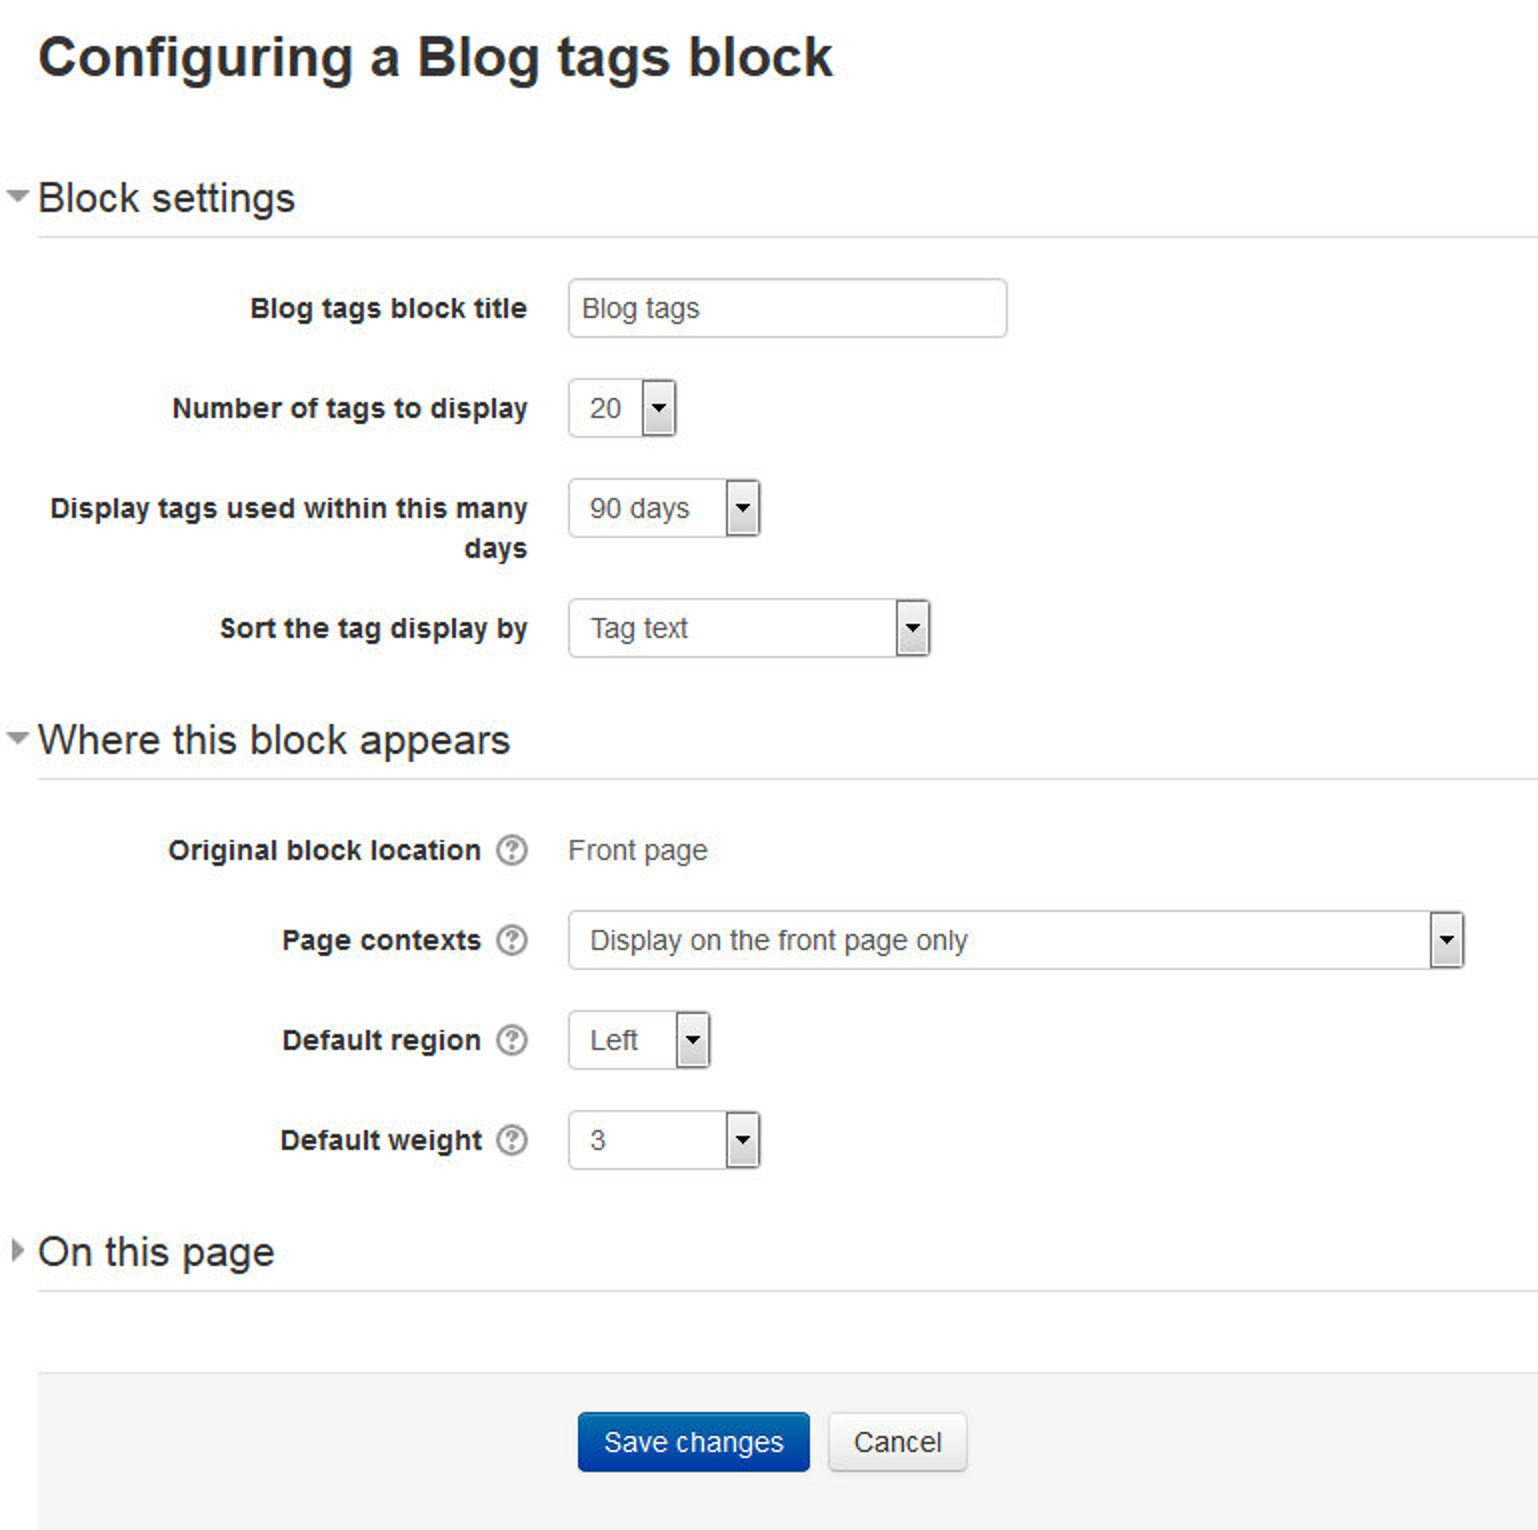 Configuring a Blog tags block
Block settings
Blog tags block title Blog tags
Number of tags to display 20
Display tags used within this many 90 days
days
Sort the tag display by Tag text
Where this block appears
Original block location ? Front page
Page contexts ? Display on the front page only
Default region ? Left
Default weight ? 3
On this page
Save changes Cancel